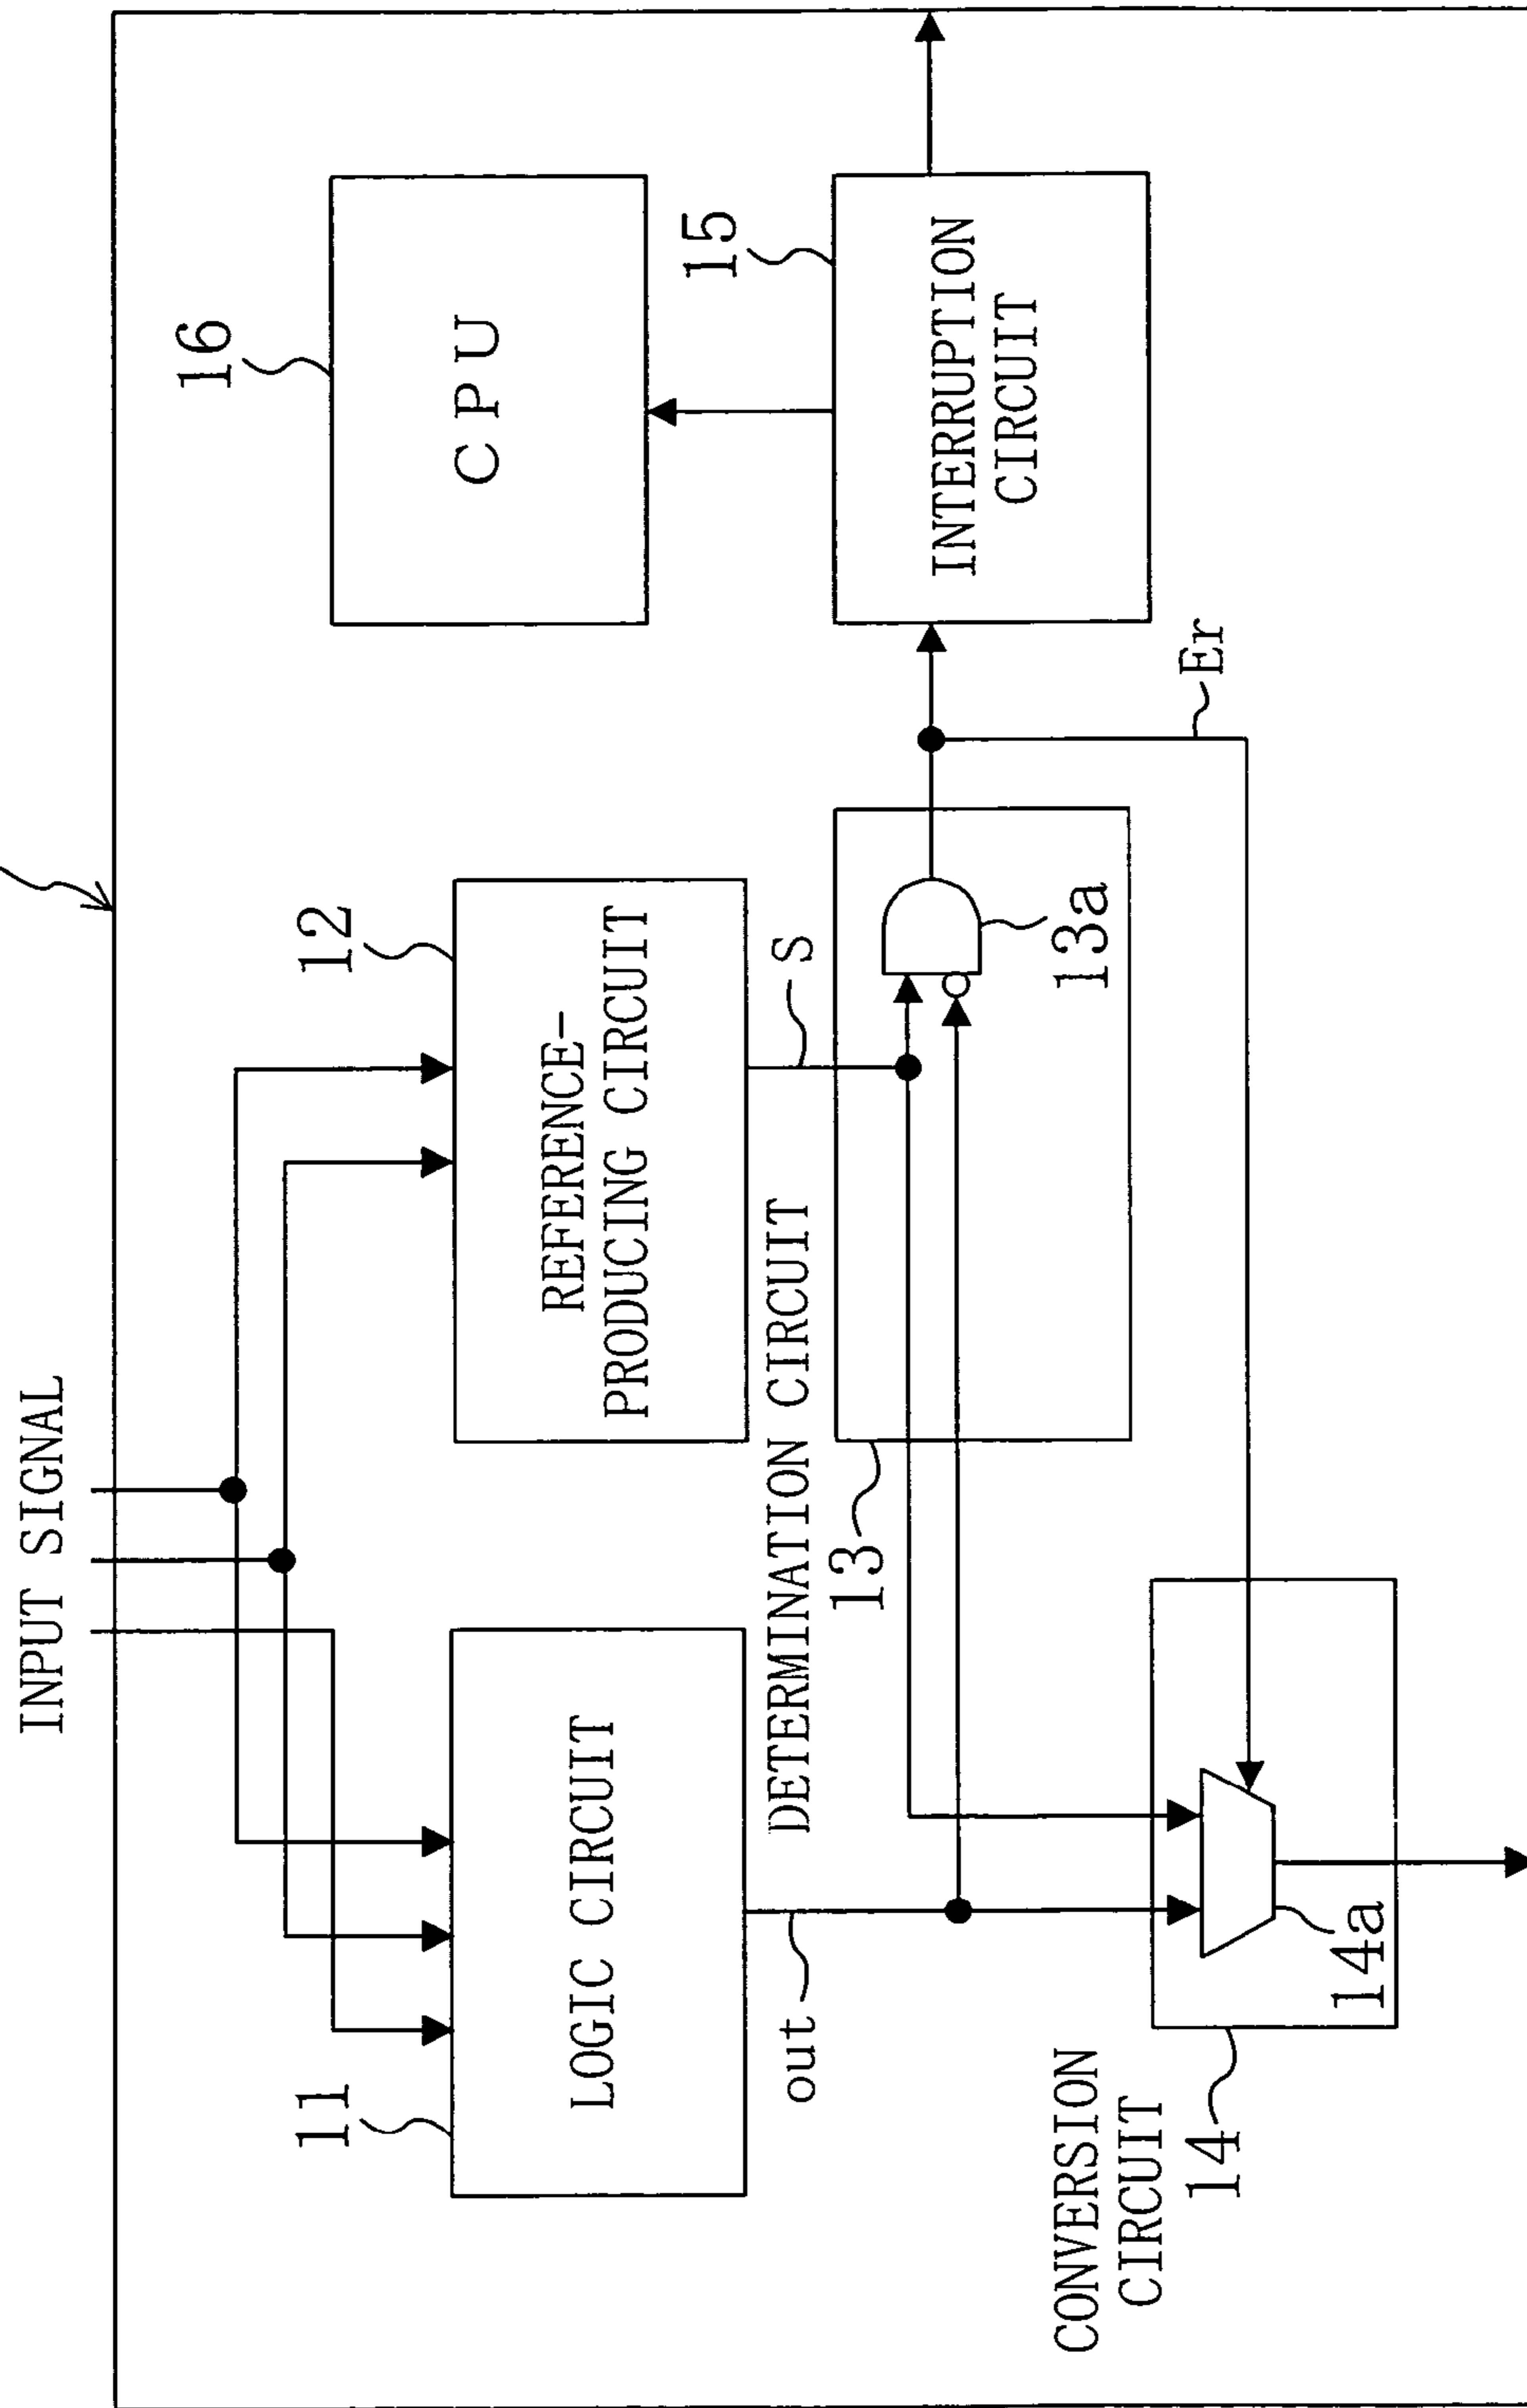 INPUT SIGNAL
11
LOGIC CIRCUIT
12
REFERENCE-
PRODUCING CIRCUIT
16
CPU
out
S
DETERMINATION CIRCUIT
13
13a
15
INTERRUPTION
CIRCUIT
Er
CONVERSION
CIRCUIT
14
14a